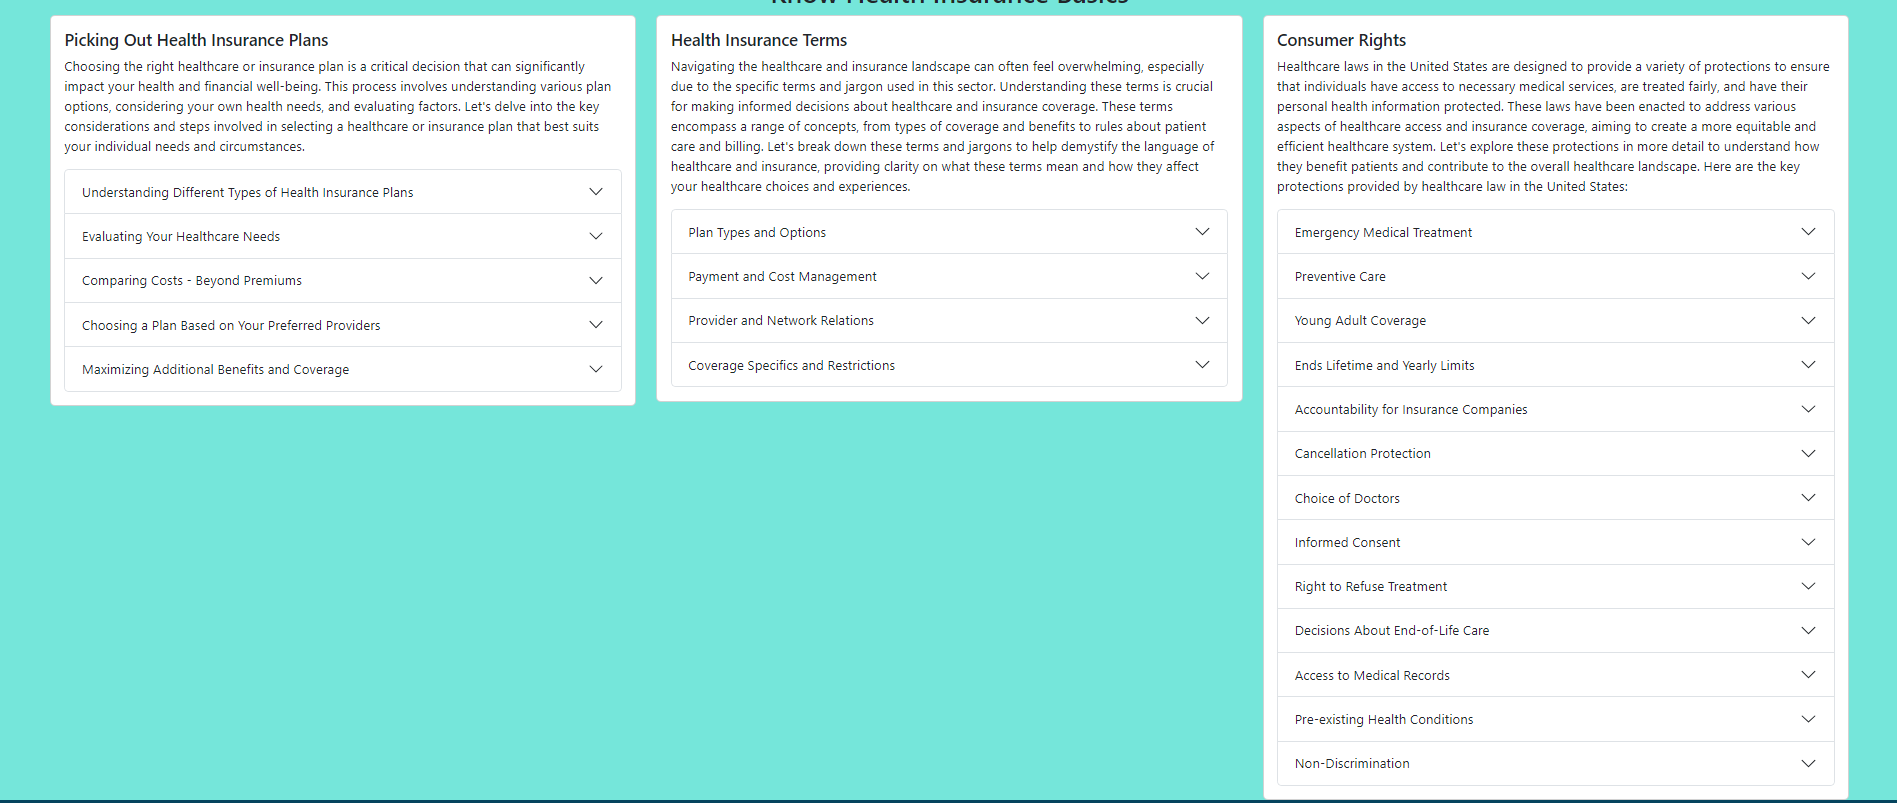 Know Health Insurance Basics
Picking Out Health Insurance Plans
Choosing the right healthcare or insurance plan is a critical decision that can significantly
impact your health and financial well-being. This process involves understanding various plan
options, considering your own health needs, and evaluating factors. Let's delve into the key
considerations and steps involved in selecting a healthcare or insurance plan that best suits
your individual needs and circumstances.
Understanding Different Types of Health Insurance Plans
Evaluating Your Healthcare Needs
Comparing Costs - Beyond Premiums
Choosing a Plan Based on Your Preferred Providers
Maximizing Additional Benefits and Coverage
Health Insurance Terms
Navigating the healthcare and insurance landscape can often feel overwhelming, especially
due to the specific terms and jargon used in this sector. Understanding these terms is crucial
for making informed decisions about healthcare and insurance coverage. These terms
encompass a range of concepts, from types of coverage and benefits to rules about patient
care and billing. Let's break down these terms and jargons to help demystify the language of
healthcare and insurance, providing clarity on what these terms mean and how they affect
your healthcare choices and experiences.
Plan Types and Options
Payment and Cost Management
Provider and Network Relations
Coverage Specifics and Restrictions
Consumer Rights
Healthcare laws in the United States are designed to provide a variety of protections to ensure
that individuals have access to necessary medical services, are treated fairly, and have their
personal health information protected. These laws have been enacted to address various
aspects of healthcare access and insurance coverage, aiming to create a more equitable and
efficient healthcare system. Let's explore these protections in more detail to understand how
they benefit patients and contribute to the overall healthcare landscape. Here are the key
protections provided by healthcare law in the United States:
Emergency Medical Treatment
Preventive Care
Young Adult Coverage
Ends Lifetime and Yearly Limits
Accountability for Insurance Companies
Cancellation Protection
Choice of Doctors
Informed Consent
Right to Refuse Treatment
Decisions About End-of-Life Care
Access to Medical Records
Pre-existing Health Conditions
Non-Discrimination